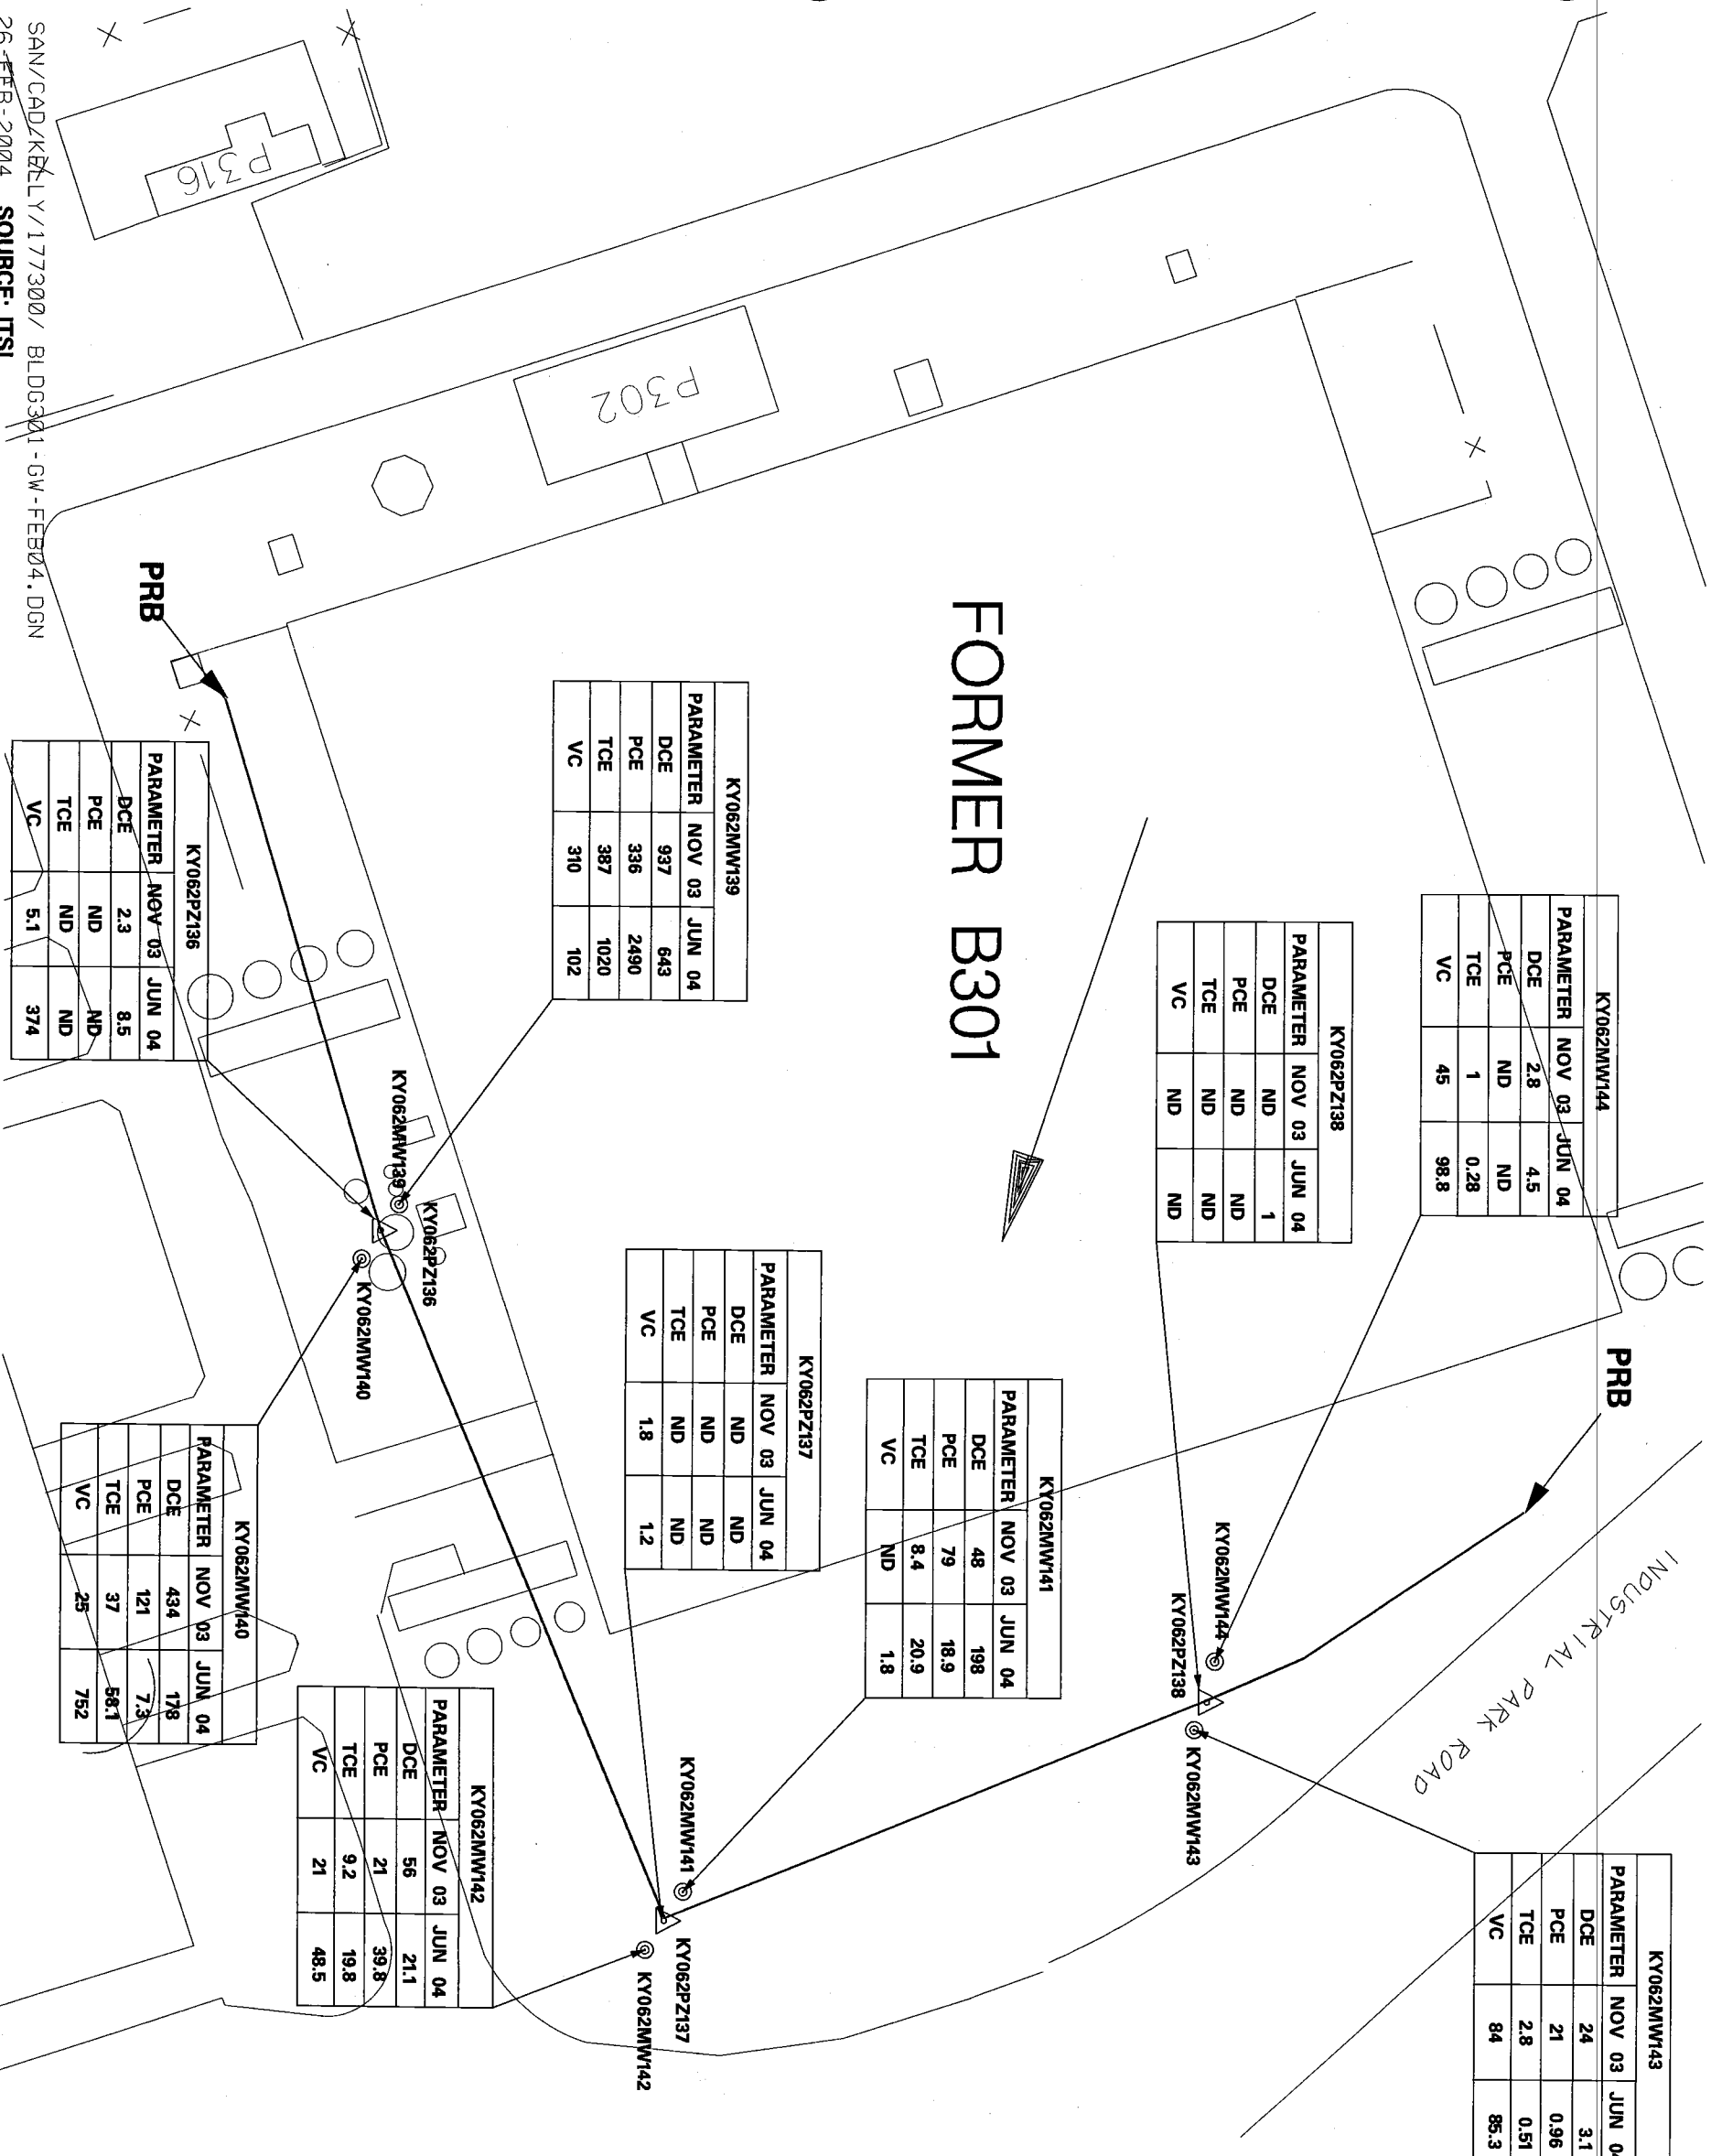 SAN/CAD/KELLY/177300/ BLDG301-GW-FEB04.DGN
26-FEB-2004 SOURCE: ITSI
P316
P302
FORMER B301
PRB
PRB
INDUSTRIAL PARK ROAD
KY062MW144
PARAMETER NOV 03 JUN 04
DCE 2.8 4.5
PCE ND ND
TCE 1 0.28
VC 45 98.8
KY062PZ138
PARAMETER NOV 03 JUN 04
DCE ND 1
PCE ND ND
TCE ND ND
VC ND ND
KY062MW139
PARAMETER NOV 03 JUN 04
DCE 937 643
PCE 336 2490
TCE 387 1020
VC 310 102
KY062PZ136
PARAMETER NOV 03 JUN 04
DCE 2.3 8.5
PCE ND ND
TCE ND ND
VC 5.1 374
KY062MW143
PARAMETER NOV 03 JUN 04
DCE 24 3.1
PCE 21 0.96
TCE 2.8 0.51
VC 84 85.3
KY062MW141
PARAMETER NOV 03 JUN 04
DCE 48 198
PCE 79 18.9
TCE 8.4 20.9
VC ND 1.8
KY062PZ137
PARAMETER NOV 03 JUN 04
DCE ND ND
PCE ND ND
TCE ND ND
VC 1.8 1.2
KY062MW142
PARAMETER NOV 03 JUN 04
DCE 56 21.1
PCE 21 39.8
TCE 9.2 19.8
VC 21 48.5
KY062MW140
PARAMETER NOV 03 JUN 04
DCE 434 178
PCE 121 7.3
TCE 37 58.1
VC 25 752
KY062MW144
KY062PZ138
KY062MW143
KY062MW139
KY062PZ136
KY062MW140
KY062MW141
KY062PZ137
KY062MW142